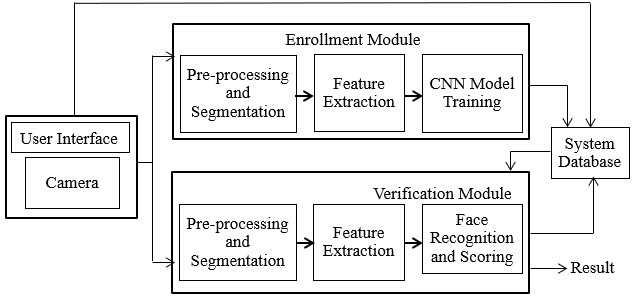 Enrollment Module
Pre-processing
and
Segmentation
Feature
Extraction
CNN Model
Training
User Interface
Camera
System
Database
Verification Module
Pre-processing
and
Segmentation
Feature
Extraction
Face
Recognition
and Scoring
Result